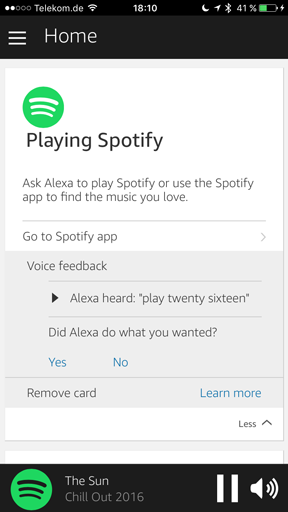 Telekom.de 18:10 41 %
Home
Playing Spotify
Ask Alexa to play Spotify or use the Spotify
app to find the music you love.
Go to Spotify app
Voice feedback
Alexa heard: "play twenty sixteen"
Did Alexa do what you wanted?
Yes No
Remove card Learn more
Less
The Sun
Chill Out 2016